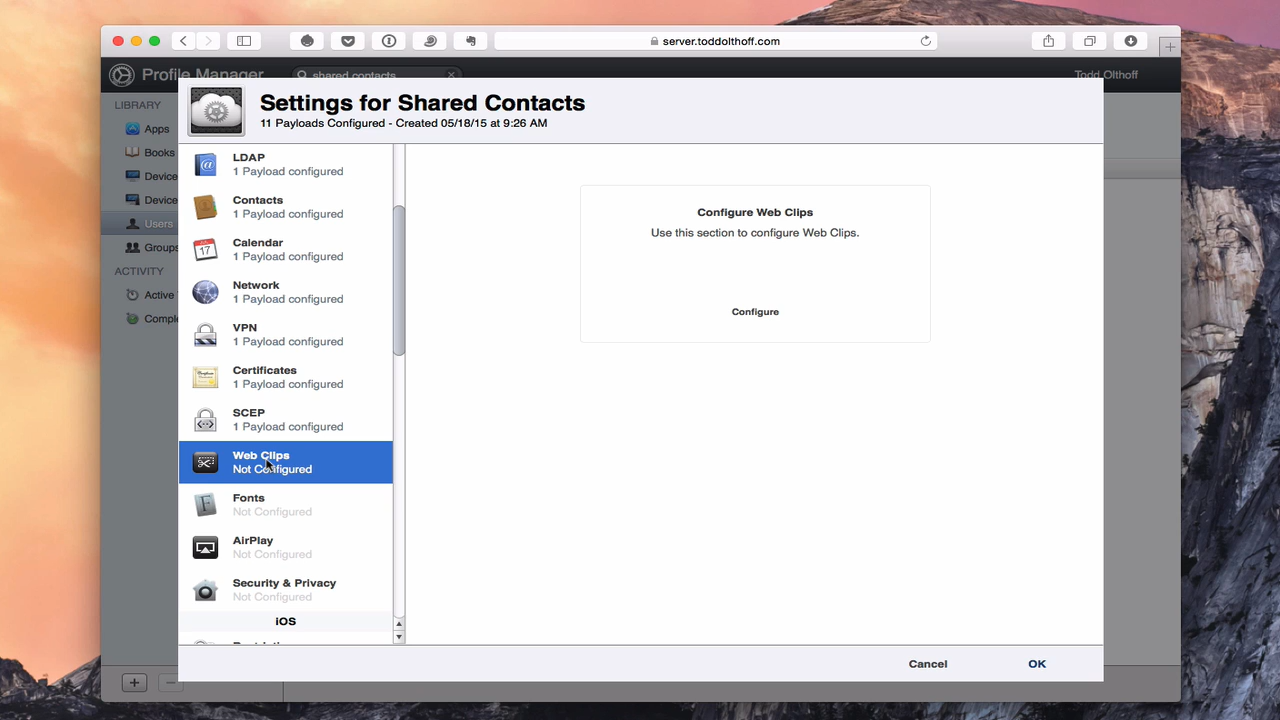 server.toddolthoff.com
Profile Manager
shared contacts
Todd Olthoff
LIBRARY
Apps
Books
Device
Device
Users
Groups
ACTIVITY
Active
Comple
Settings for Shared Contacts
11 Payloads Configured - Created 05/18/15 at 9:26 AM
LDAP
1 Payload configured
Contacts
1 Payload configured
Calendar
1 Payload configured
17
Network
1 Payload configured
VPN
1 Payload configured
Certificates
1 Payload configured
SCEP
1 Payload configured
Web Clips
Not Configured
Fonts
Not Configured
AirPlay
Not Configured
Security & Privacy
Not Configured
iOS
Configure Web Clips
Use this section to configure Web Clips.
Configure
Cancel
OK